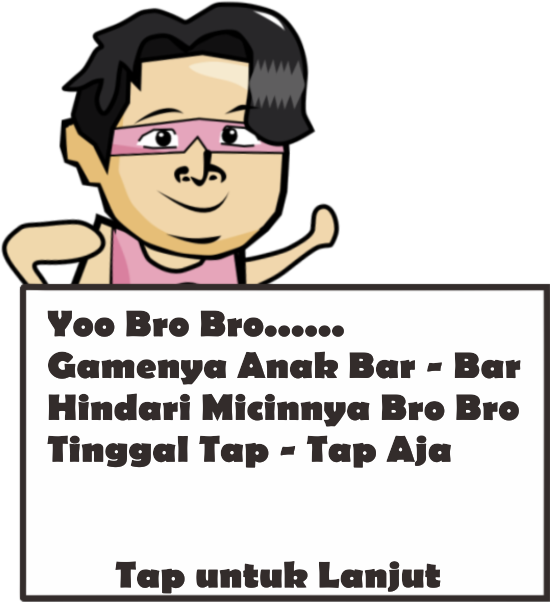 Yoo Bro Bro......
Gamenya Anak Bar - Bar
Hindari Micinnya Bro Bro
Tinggal Tap - Tap Aja
Tap untuk Lanjut